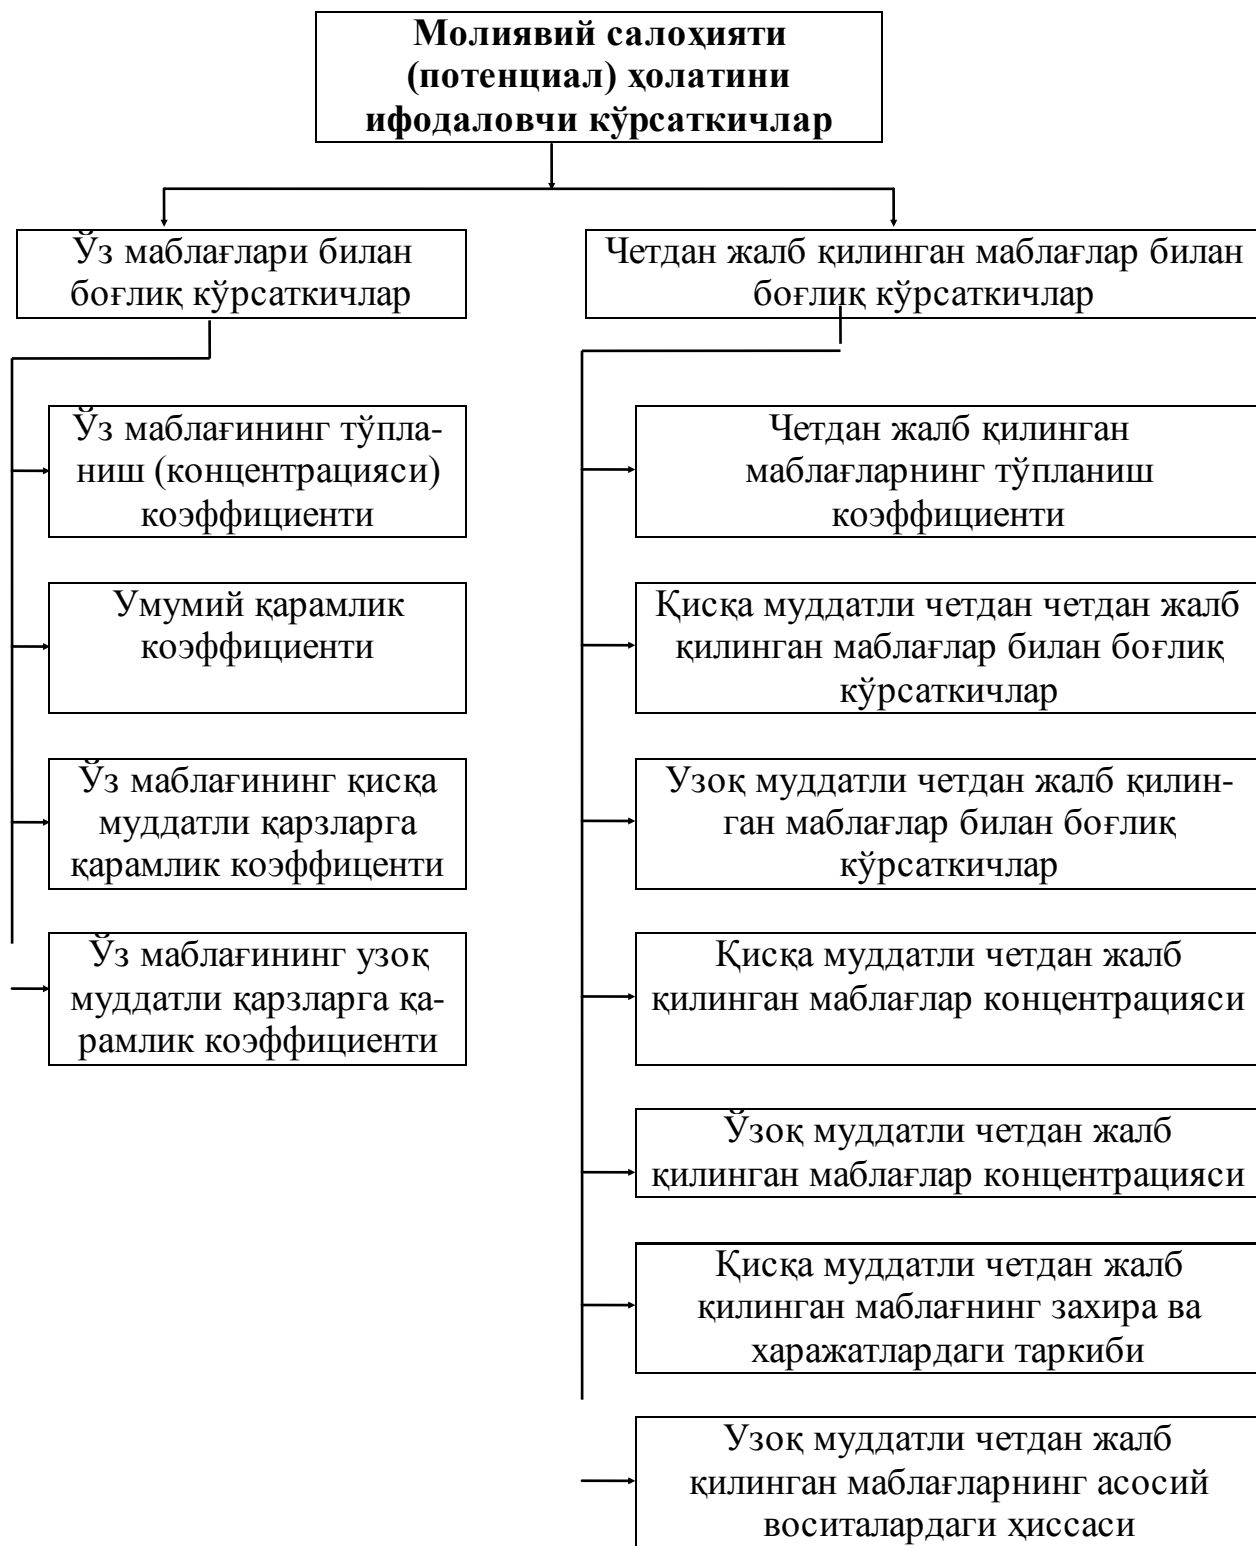 Молиявий салоҳияти
(потенциал) ҳолатини
ифодаловчи кўрсаткичлар
Ўз маблағлари билан
боғлиқ кўрсаткичлар
Четдан жалб қилинган маблағлар билан
боғлиқ кўрсаткичлар
Ўз маблағининг тўпла-
ниш (концентрацияси)
коэффициенти
Умумий қарамлик
коэффициенти
Ўз маблағининг қисқа
муддатли қарзларга
қарамлик коэффиценти
Ўз маблағининг узоқ
муддатли қарзларга қа-
рамлик коэффициенти
Четдан жалб қилинган
маблағларнинг тўпланиш
коэффициенти
Қисқа муддатли четдан четдан жалб
қилинган маблағлар билан боғлиқ
кўрсаткичлар
Узоқ муддатли четдан жалб қилин-
ган маблағлар билан боғлиқ
кўрсаткичлар
Қисқа муддатли четдан жалб
қилинган маблағлар концентрацияси
Ўзоқ муддатли четдан жалб
қилинган маблағлар концентрацияси
Қисқа муддатли четдан жалб
қилинган маблағнинг захира ва
харажатлардаги таркиби
Узоқ муддатли четдан жалб
қилинган маблағларнинг асосий
воситалардаги ҳиссаси